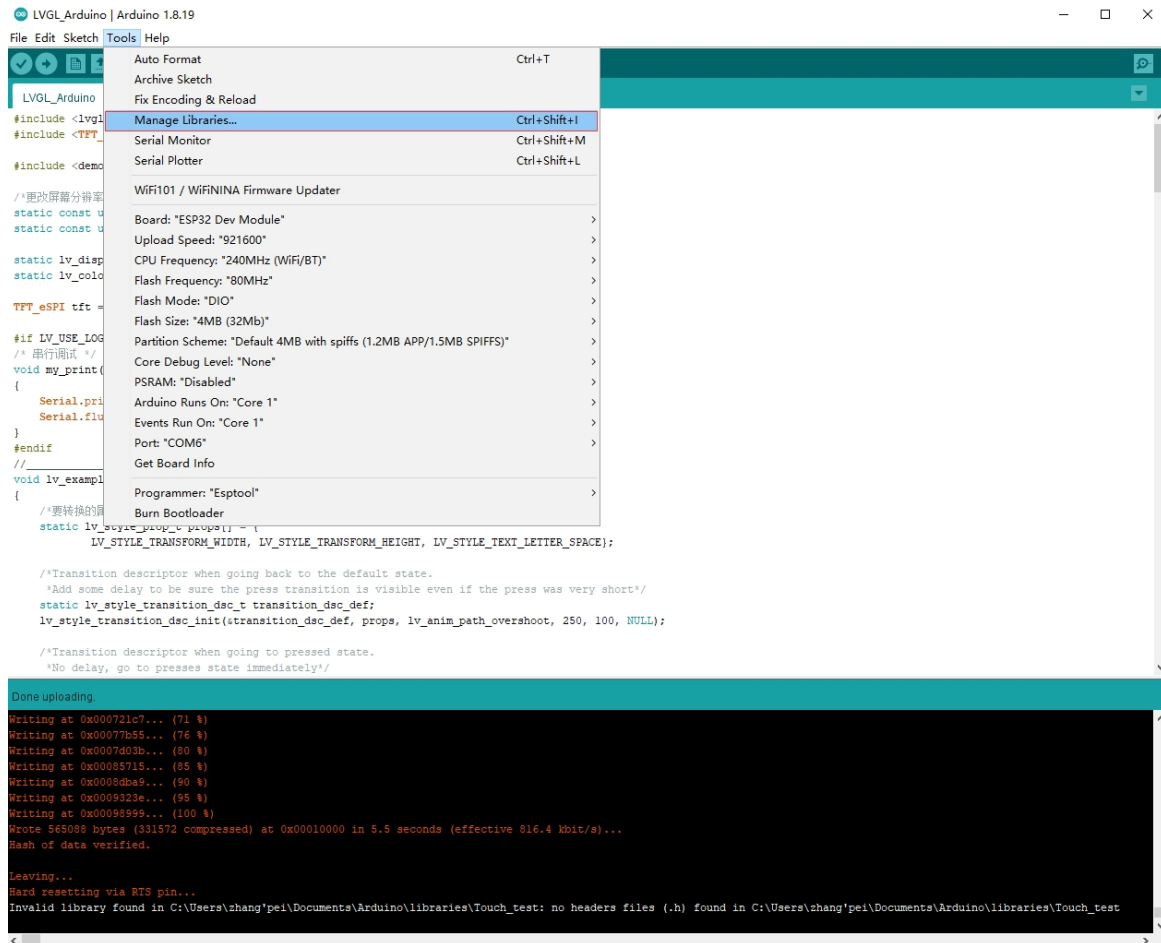 LVGL_Arduino | Arduino 1.8.19
File Edit Sketch Tools Help
Auto Format Ctrl+T
Archive Sketch
Fix Encoding & Reload
Manage Libraries... Ctrl+Shift+I
Serial Monitor Ctrl+Shift+M
Serial Plotter Ctrl+Shift+L
WiFi101 / WiFiNINA Firmware Updater
Board: "ESP32 Dev Module"
Upload Speed: "921600"
CPU Frequency: "240MHz (WiFi/BT)"
Flash Frequency: "80MHz"
Flash Mode: "DIO"
Flash Size: "4MB (32Mb)"
Partition Scheme: "Default 4MB with spiffs (1.2MB APP/1.5MB SPIFFS)"
Core Debug Level: "None"
PSRAM: "Disabled"
Arduino Runs On: "Core 1"
Events Run On: "Core 1"
Port: "COM6"
Get Board Info
Programmer: "Esptool"
Burn Bootloader
LVGL_Arduino
#include <lvgl
#include <TFT_
#include <demo
/*更改屏幕分辨率
static const u
static const u
static lv_disp
static lv_colo
TFT_eSPI tft =
#if LV_USE_LOG
/* 串行调试 */
void my_print(
{
Serial.pri
Serial.flu
}
#endif
//
void lv_exampl
{
/*要转换的属
static lv_style_prop_t props[] = {
LV_STYLE_TRANSFORM_WIDTH, LV_STYLE_TRANSFORM_HEIGHT, LV_STYLE_TEXT_LETTER_SPACE};
/*Transition descriptor when going back to the default state.
*Add some delay to be sure the press transition is visible even if the press was very short*/
static lv_style_transition_dsc_t transition_dsc_def;
lv_style_transition_dsc_init(&transition_dsc_def, props, lv_anim_path_overshoot, 250, 100, NULL);
/*Transition descriptor when going to pressed state.
*No delay, go to presses state immediately*/
Done uploading.
Writing at 0x000721c7... (71 %)
Writing at 0x00077b55... (76 %)
Writing at 0x0007d03b... (80 %)
Writing at 0x00085715... (85 %)
Writing at 0x0008dba9... (90 %)
Writing at 0x0009323e... (95 %)
Writing at 0x00098999... (100 %)
Wrote 565088 bytes (331572 compressed) at 0x00010000 in 5.5 seconds (effective 816.4 kbit/s)...
Hash of data verified.
Leaving...
Hard resetting via RTS pin...
Invalid library found in C:\Users\zhang'pei\Documents\Arduino\libraries\Touch_test: no headers files (.h) found in C:\Users\zhang'pei\Documents\Arduino\libraries\Touch_test